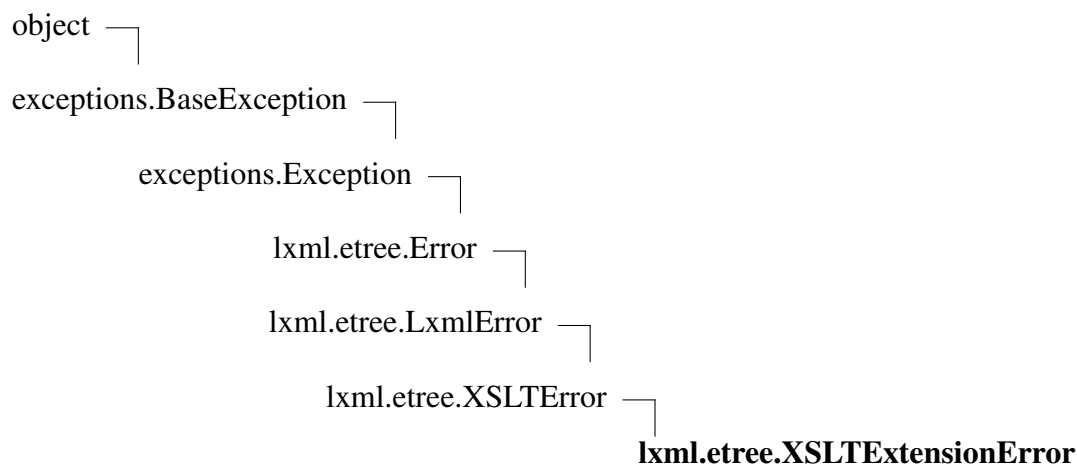 object
exceptions.BaseException
exceptions.Exception
lxml.etree.Error
lxml.etree.LxmlError
lxml.etree.XSLTError
lxml.etree.XSLTExtensionError